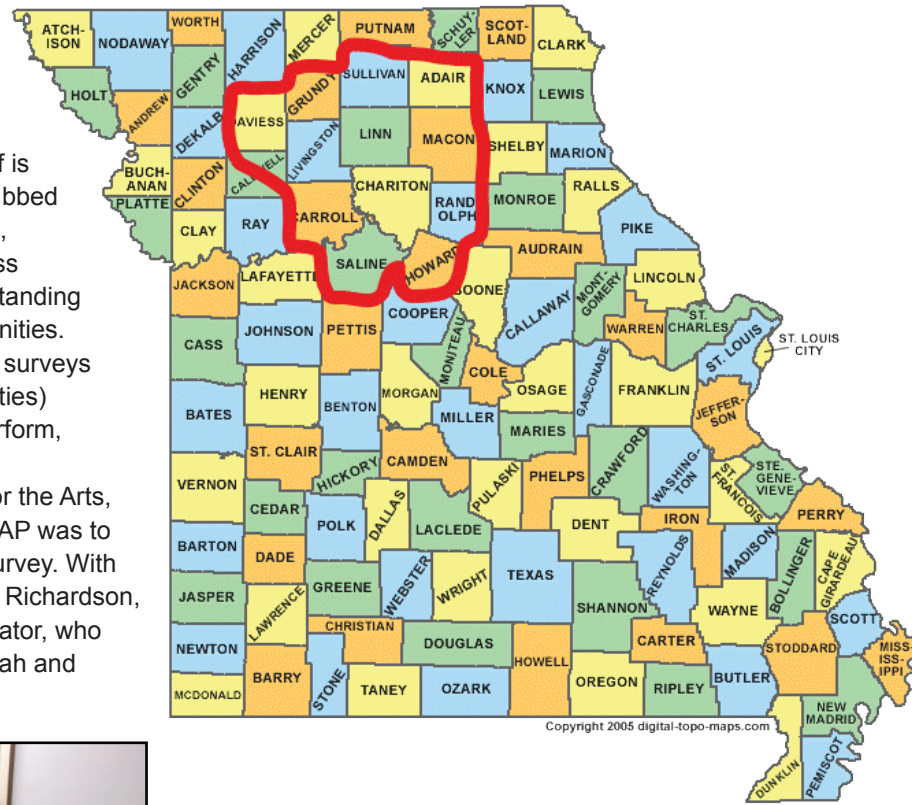 f is
ibbed
,
ss
tanding
nities.
surveys
ties)
rform,
or the Arts,
AP was to
urvey. With
Richardson,
ator, who
ah and
ATCH-
ISON
NODAWAY
WORTH
HARRISON
MERCER
PUTNAM
SCHUY-
LER
SCOT-
LAND
CLARK
HOLT
ANDREW
GENTRY
DEKALB
DAVIESS
GRUNDY
SULLIVAN
ADAIR
KNOX
LEWIS
BUCH-
ANAN
CLINTON
CALDWELL
LIVINGSTON
LINN
MACON
SHELBY
MARION
PLATTE
CLAY
RAY
CARROLL
CHARITON
RAND
OLPH
MONROE
RALLS
PIKE
JACKSON
LAFAYETTE
SALINE
HOWARD
BOONE
AUDRAIN
CALLAWAY
MONT-
GOMERY
LINCOLN
WARREN
ST.
CHARLES
ST. LOUIS
ST. LOUIS
CITY
CASS
JOHNSON
PETTIS
COOPER
MONITEAU
COLE
OSAGE
GASCONADE
FRANKLIN
JEFFER-
SON
BATES
HENRY
BENTON
MORGAN
MILLER
MARIES
CRAWFORD
WASHING-
TON
ST.
FRANCOIS
STE.
GENE-
VIEVE
VERNON
ST. CLAIR
HICKORY
CAMDEN
PULASKI
PHELPS
DENT
IRON
MADISON
PERRY
BARTON
CEDAR
POLK
DALLAS
LACLEDE
TEXAS
REYNOLDS
BOLLINGER
CAPE
GIRARDEAU
JASPER
DADE
GREENE
WEBSTER
WRIGHT
SHANNON
WAYNE
SCOTT
NEWTON
LAWRENCE
CHRISTIAN
DOUGLAS
HOWELL
CARTER
STODDARD
MISS-
ISS-
IPPI
MCDONALD
BARRY
STONE
TANEY
OZARK
OREGON
RIPLEY
BUTLER
NEW
MADRID
DUNKLIN
PEMISCOT
Copyright 2005 digital-topo-maps.com